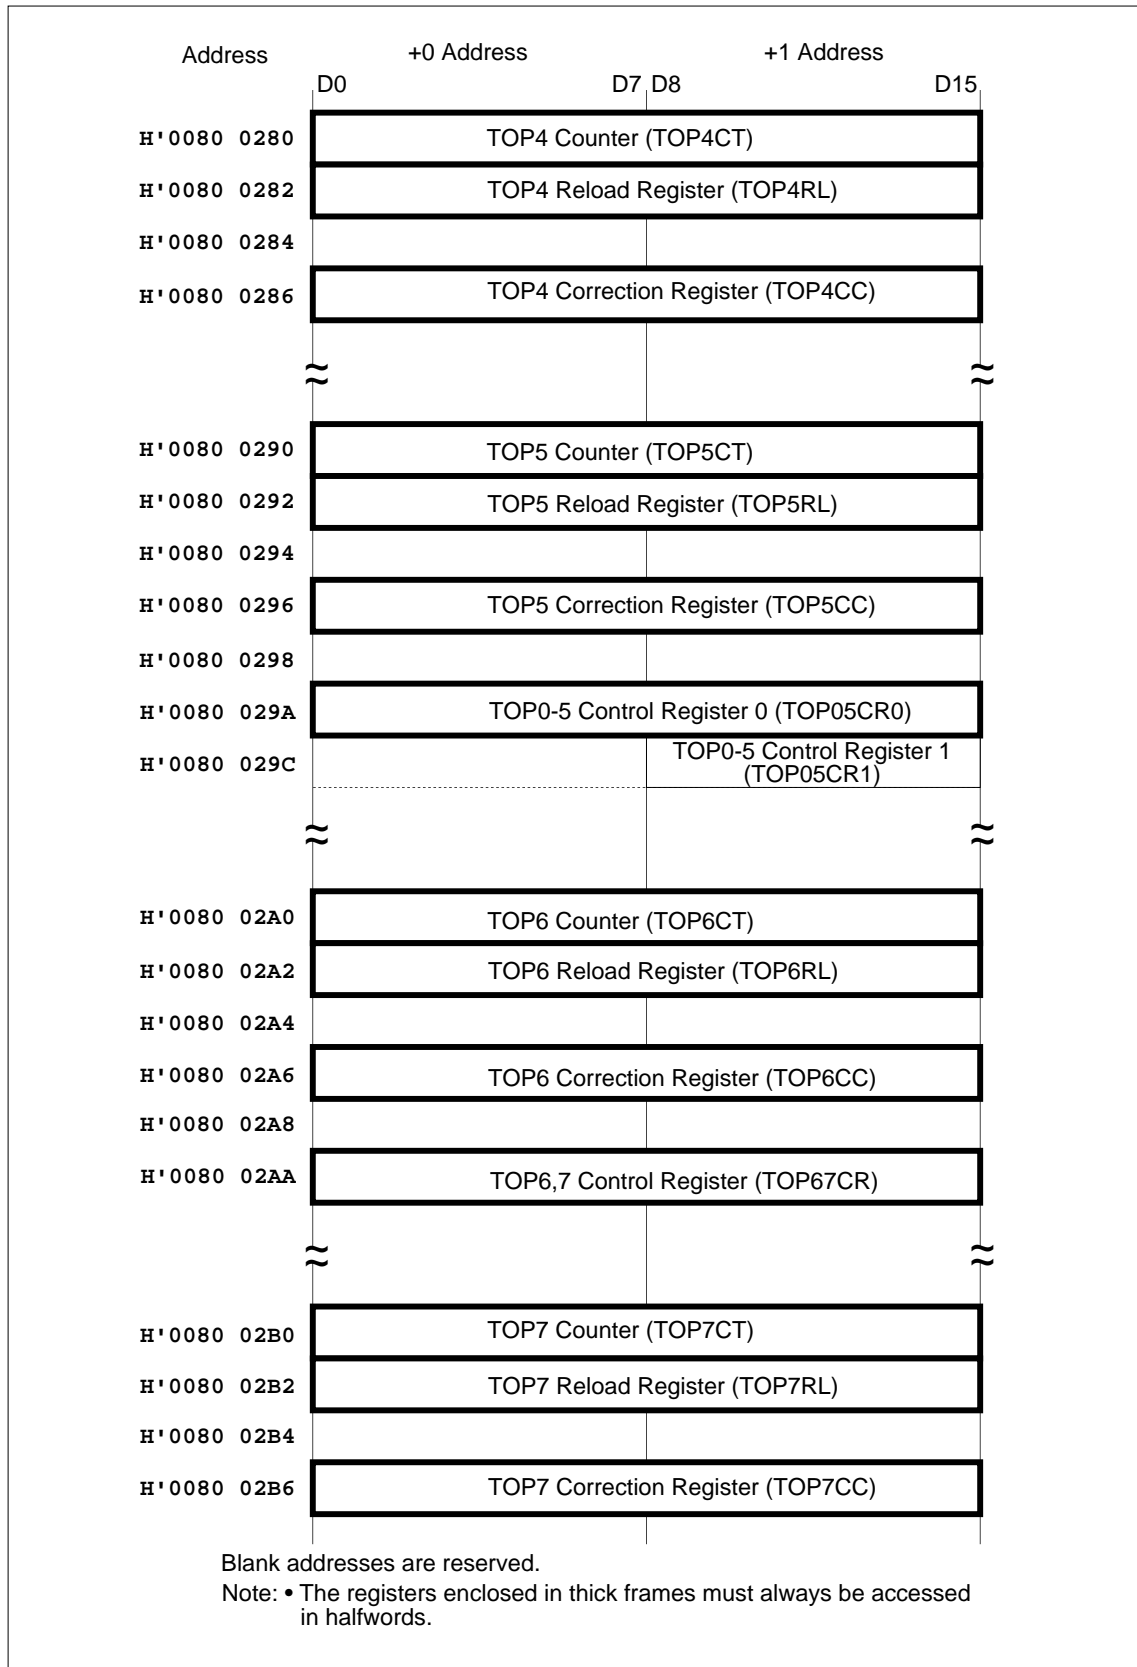 Address +0 Address +1 Address
D0 D7 D8 D15
H'0080 0280 TOP4 Counter (TOP4CT)
H'0080 0282 TOP4 Reload Register (TOP4RL)
H'0080 0284
H'0080 0286 TOP4 Correction Register (TOP4CC)
≈ ≈
H'0080 0290 TOP5 Counter (TOP5CT)
H'0080 0292 TOP5 Reload Register (TOP5RL)
H'0080 0294
H'0080 0296 TOP5 Correction Register (TOP5CC)
H'0080 0298
H'0080 029A TOP0-5 Control Register 0 (TOP05CR0)
H'0080 029C TOP0-5 Control Register 1
(TOP05CR1)
≈ ≈
H'0080 02A0 TOP6 Counter (TOP6CT)
H'0080 02A2 TOP6 Reload Register (TOP6RL)
H'0080 02A4
H'0080 02A6 TOP6 Correction Register (TOP6CC)
H'0080 02A8
H'0080 02AA TOP6,7 Control Register (TOP67CR)
≈ ≈
H'0080 02B0 TOP7 Counter (TOP7CT)
H'0080 02B2 TOP7 Reload Register (TOP7RL)
H'0080 02B4
H'0080 02B6 TOP7 Correction Register (TOP7CC)
Blank addresses are reserved.
Note: • The registers enclosed in thick frames must always be accessed
in halfwords.